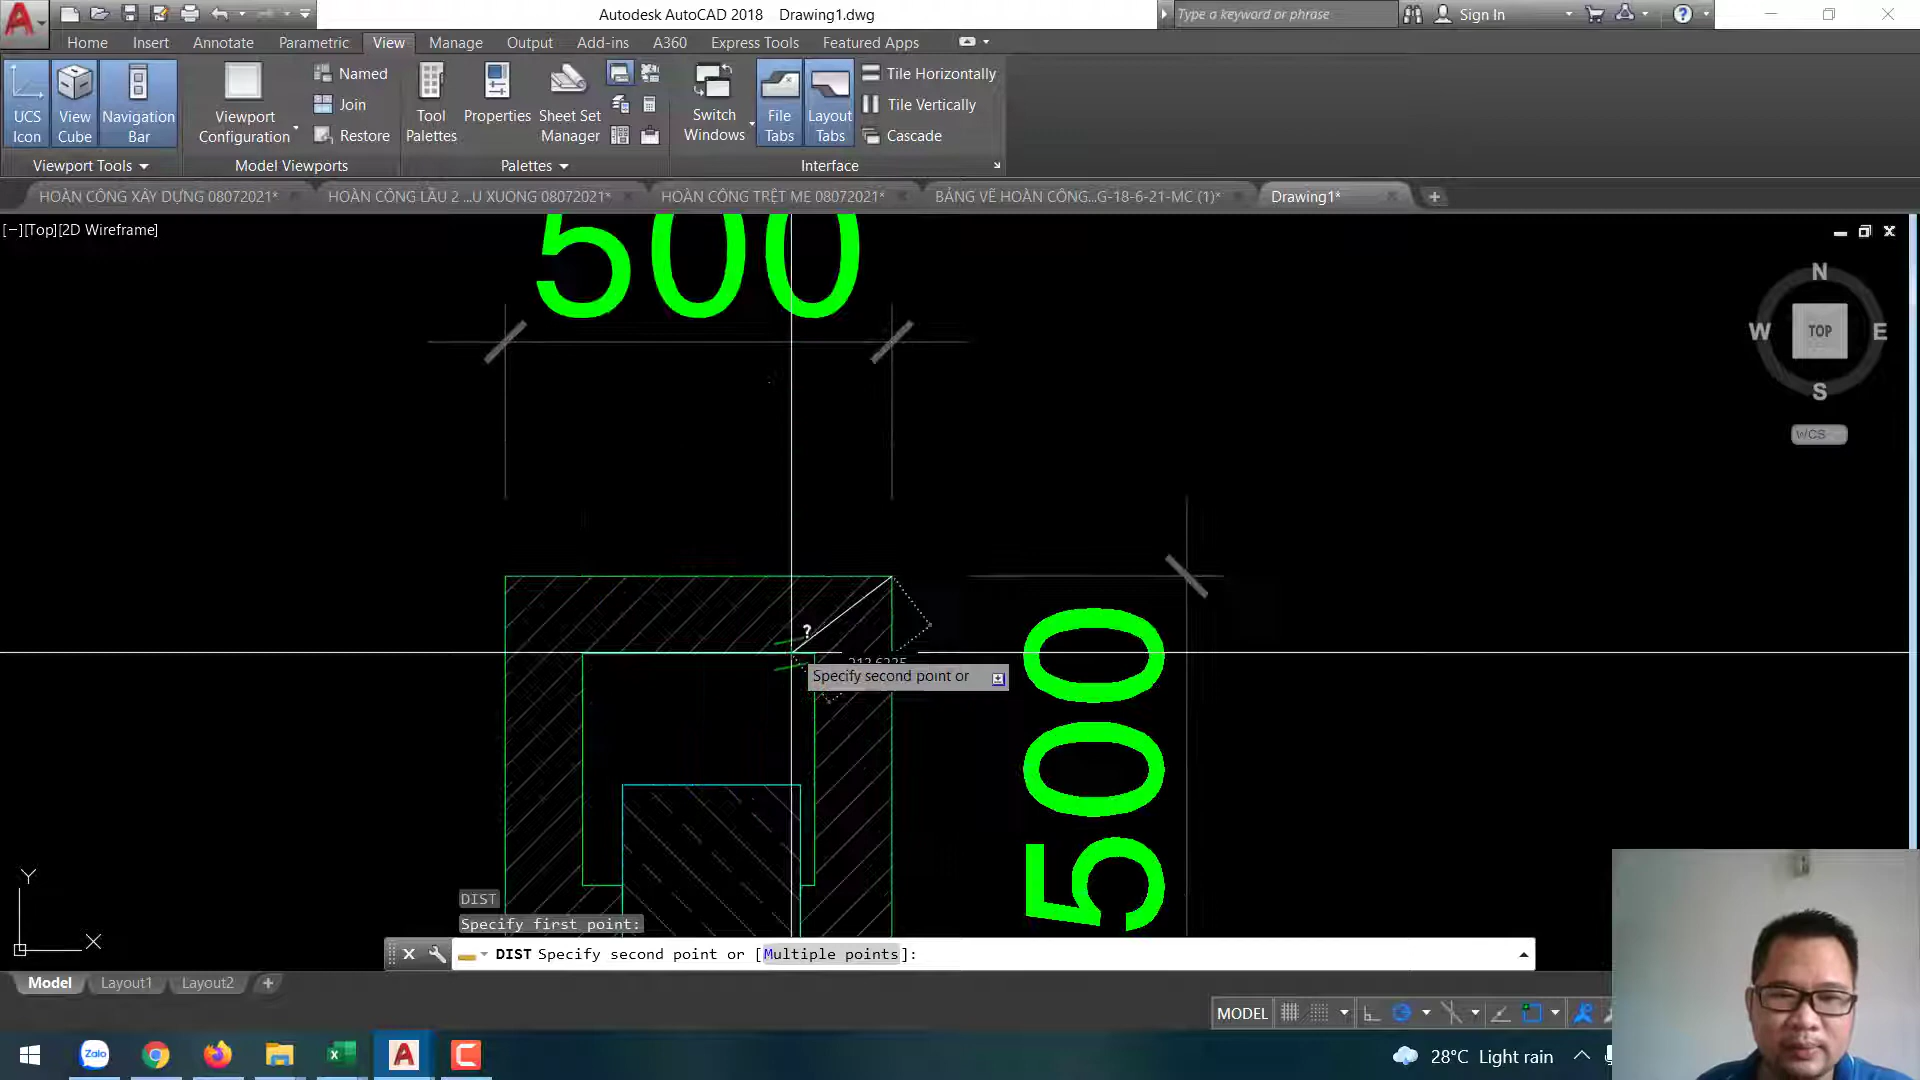 Autodesk AutoCAD 2018 Drawing1.dwg
Type a keyword or phrase
Sign In
Home Insert Annotate Parametric View Manage Output Add-ins A360 Express Tools Featured Apps
UCS Icon
View Cube
Navigation Bar
Viewport Configuration
Named
Join
Restore
Tool Palettes
Properties
Sheet Set Manager
Switch Windows
File Tabs
Layout Tabs
Tile Horizontally
Tile Vertically
Cascade
Viewport Tools Model Viewports Palettes Interface
HOÀN CÔNG XÂY DỰNG 08072021* HOÀN CÔNG LẦU 2 ...U XUONG 08072021* HOÀN CÔNG TRỆT ME 08072021* BẢNG VẼ HOÀN CÔNG...G-18-6-21-MC (1)* Drawing1*
[−][Top][2D Wireframe]
500
N
W TOP E
S
WCS
?
Specify second point or
500
Y
X
DIST
Specify first point:
DIST Specify second point or [Multiple points]:
Model Layout1 Layout2
MODEL
Zalo
28°C Light rain